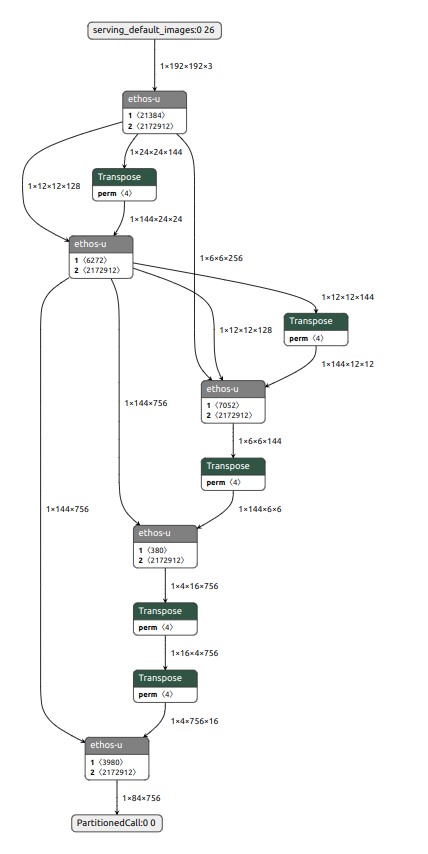 serving_default_images:0 26
1×192×192×3
ethos-u
1 ⟨21384⟩
2 ⟨2172912⟩
1×24×24×144
Transpose
perm ⟨4⟩
1×12×12×128
1×144×24×24
ethos-u
1 ⟨6272⟩
2 ⟨2172912⟩
1×6×6×256
1×12×12×144
Transpose
perm ⟨4⟩
1×12×12×128
1×144×12×12
ethos-u
1 ⟨7052⟩
2 ⟨2172912⟩
1×144×756
1×6×6×144
Transpose
perm ⟨4⟩
1×144×756
1×144×6×6
ethos-u
1 ⟨380⟩
2 ⟨2172912⟩
1×4×16×756
Transpose
perm ⟨4⟩
1×16×4×756
Transpose
perm ⟨4⟩
1×4×756×16
ethos-u
1 ⟨3980⟩
2 ⟨2172912⟩
1×84×756
PartitionedCall:0 0